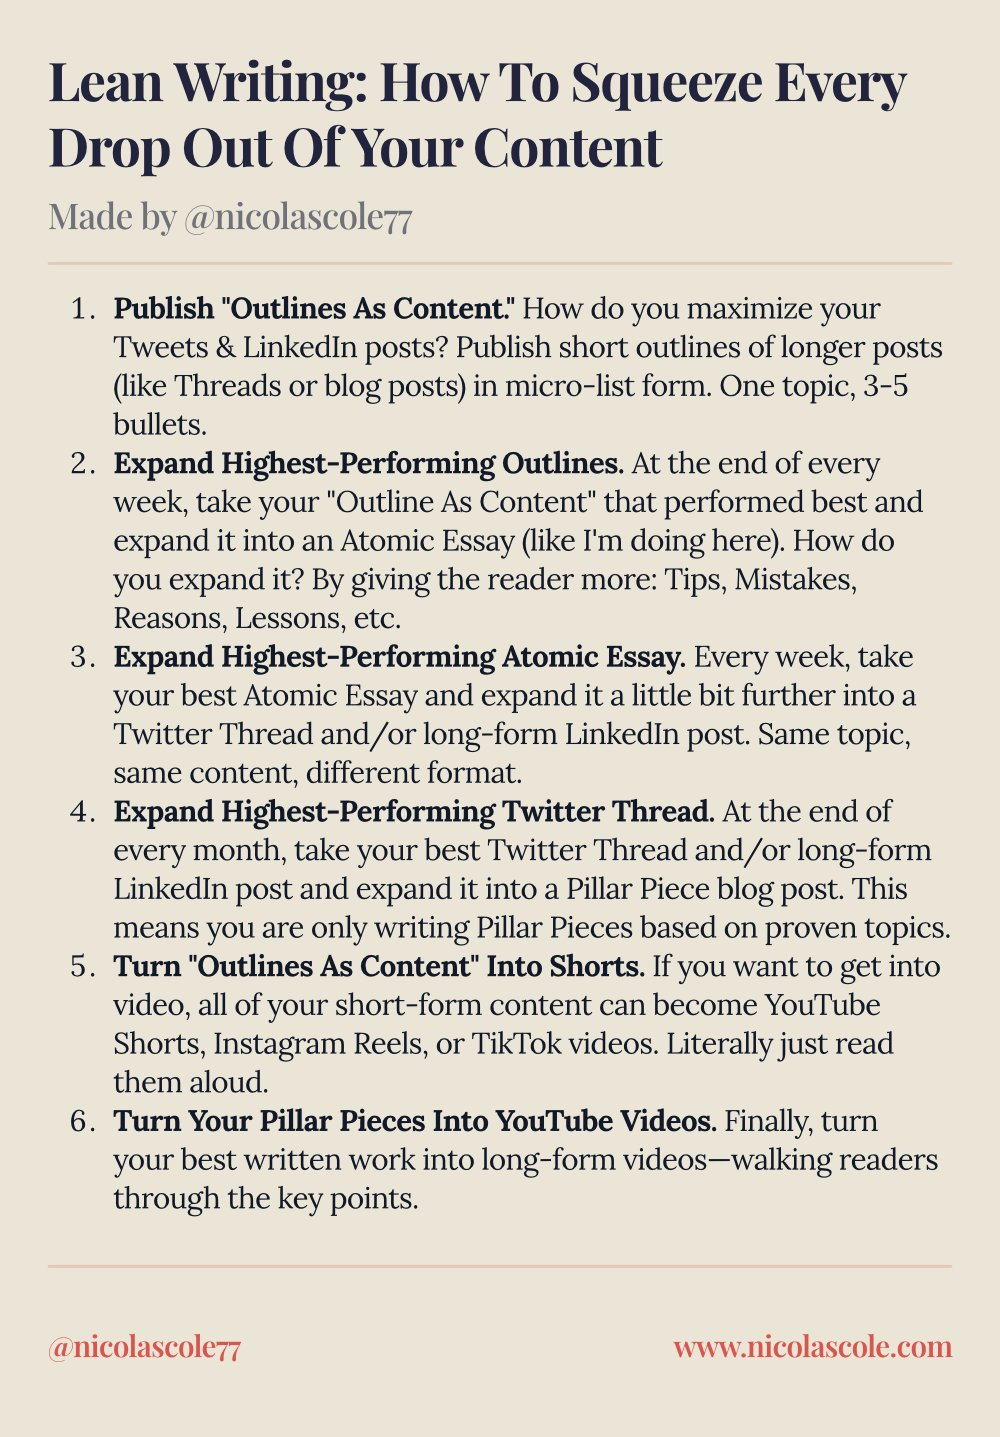 Lean Writing: How To Squeeze Every
Drop Out Of Your Content
Made by @nicolascole77
1. Publish "Outlines As Content." How do you maximize your
Tweets & LinkedIn posts? Publish short outlines of longer posts
(like Threads or blog posts) in micro-list form. One topic, 3-5
bullets.
2. Expand Highest-Performing Outlines. At the end of every
week, take your "Outline As Content" that performed best and
expand it into an Atomic Essay (like I'm doing here). How do
you expand it? By giving the reader more: Tips, Mistakes,
Reasons, Lessons, etc.
3. Expand Highest-Performing Atomic Essay. Every week, take
your best Atomic Essay and expand it a little bit further into a
Twitter Thread and/or long-form LinkedIn post. Same topic,
same content, different format.
4. Expand Highest-Performing Twitter Thread. At the end of
every month, take your best Twitter Thread and/or long-form
LinkedIn post and expand it into a Pillar Piece blog post. This
means you are only writing Pillar Pieces based on proven topics.
5. Turn "Outlines As Content" Into Shorts. If you want to get into
video, all of your short-form content can become YouTube
Shorts, Instagram Reels, or TikTok videos. Literally just read
them aloud.
6. Turn Your Pillar Pieces Into YouTube Videos. Finally, turn
your best written work into long-form videos—walking readers
through the key points.
@nicolascole77
www.nicolascole.com